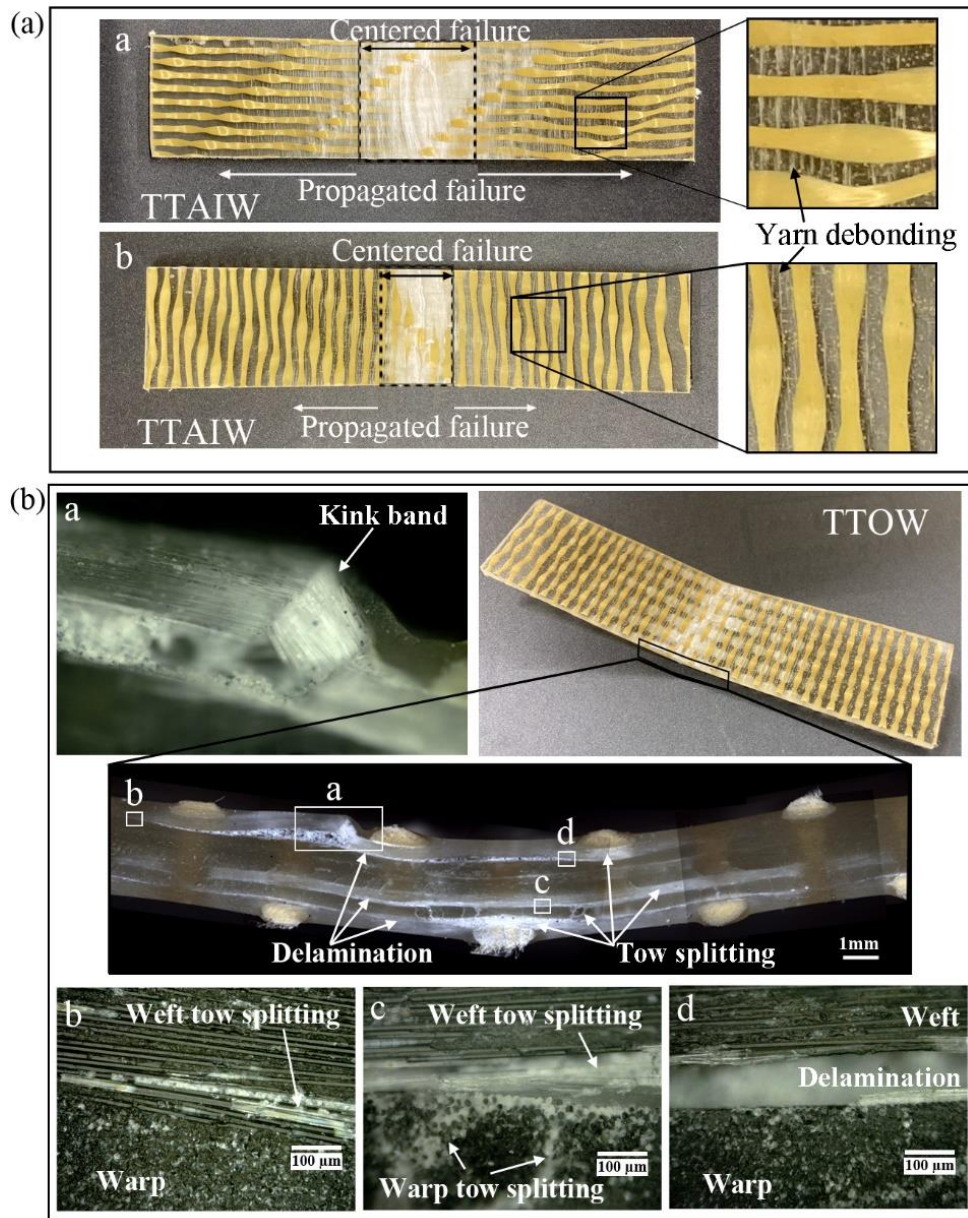 (a)
a
Centered failure
Propagated failure
TTAIW
Yarn debonding
b
Centered failure
Propagated failure
TTAIW
(b)
a
Kink band
TTOW
b
a
d
c
Delamination
Tow splitting
1mm
b
Weft tow splitting
100 µm
Warp
c
Weft tow splitting
100 µm
Warp tow splitting
d
Weft
Delamination
100 µm
Warp